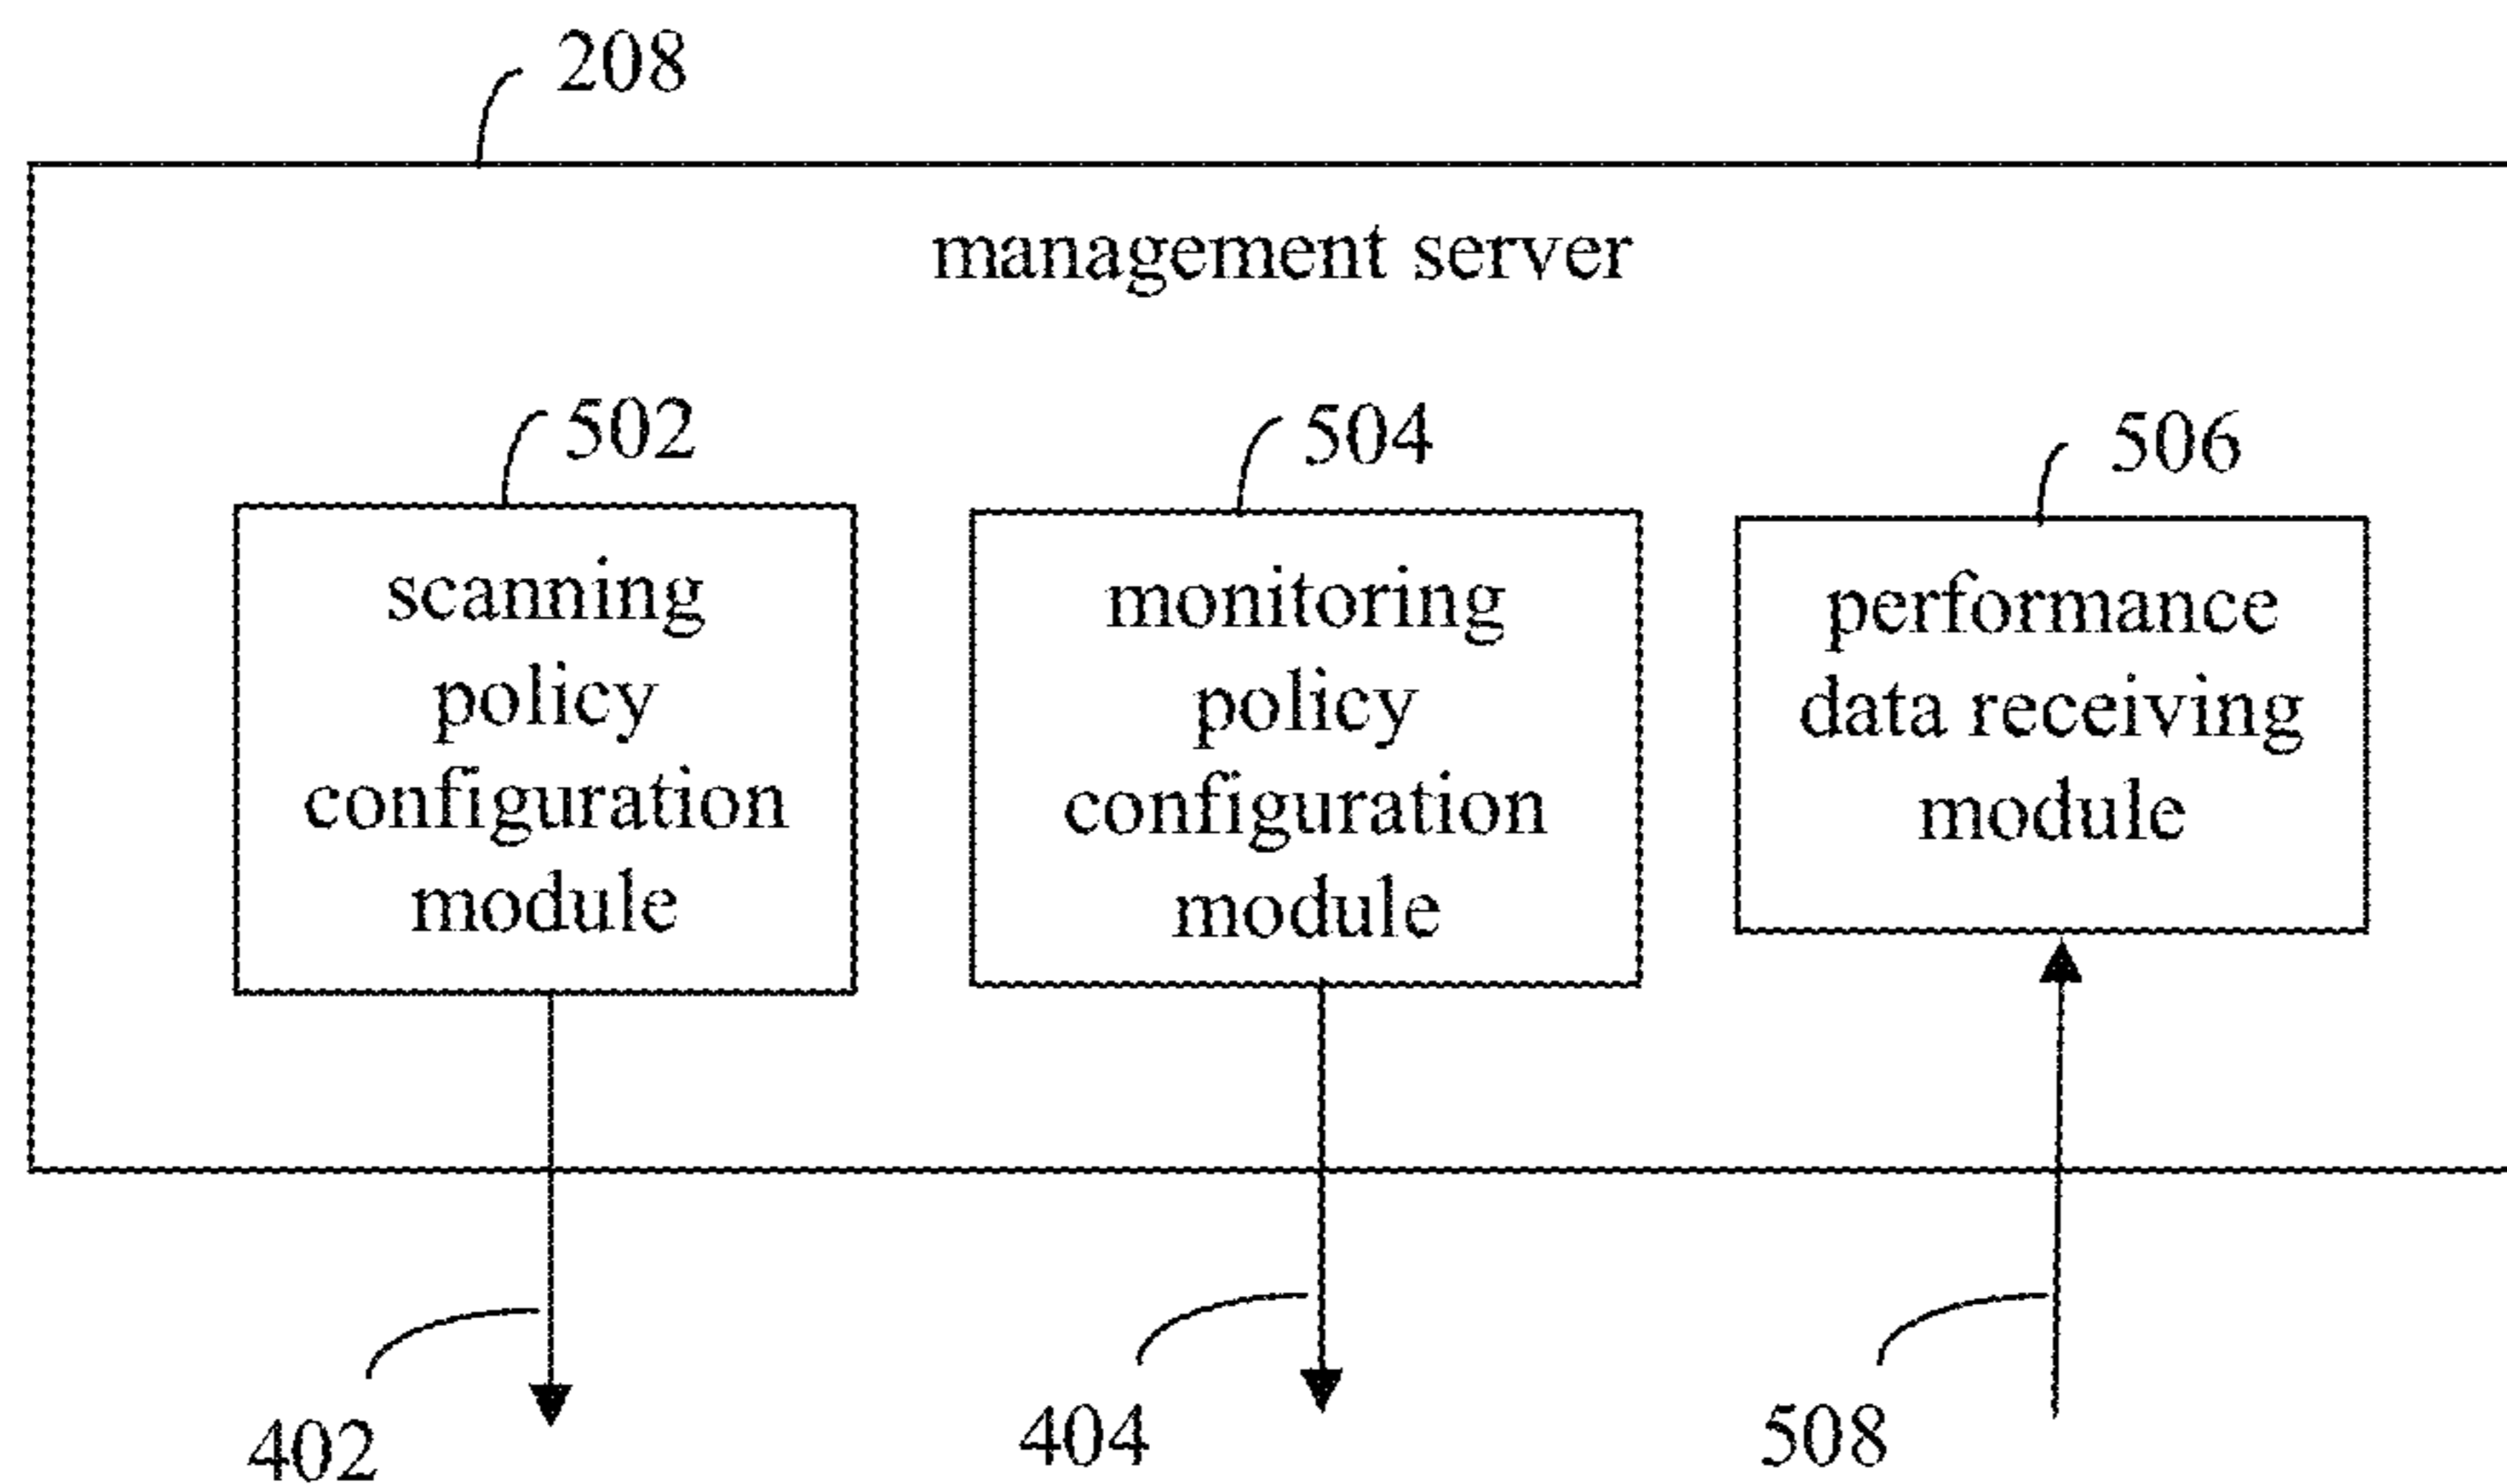 208
management server
502
504
506
scanning
policy
configuration
module
monitoring
policy
configuration
module
performance
data receiving
module
402
404
508